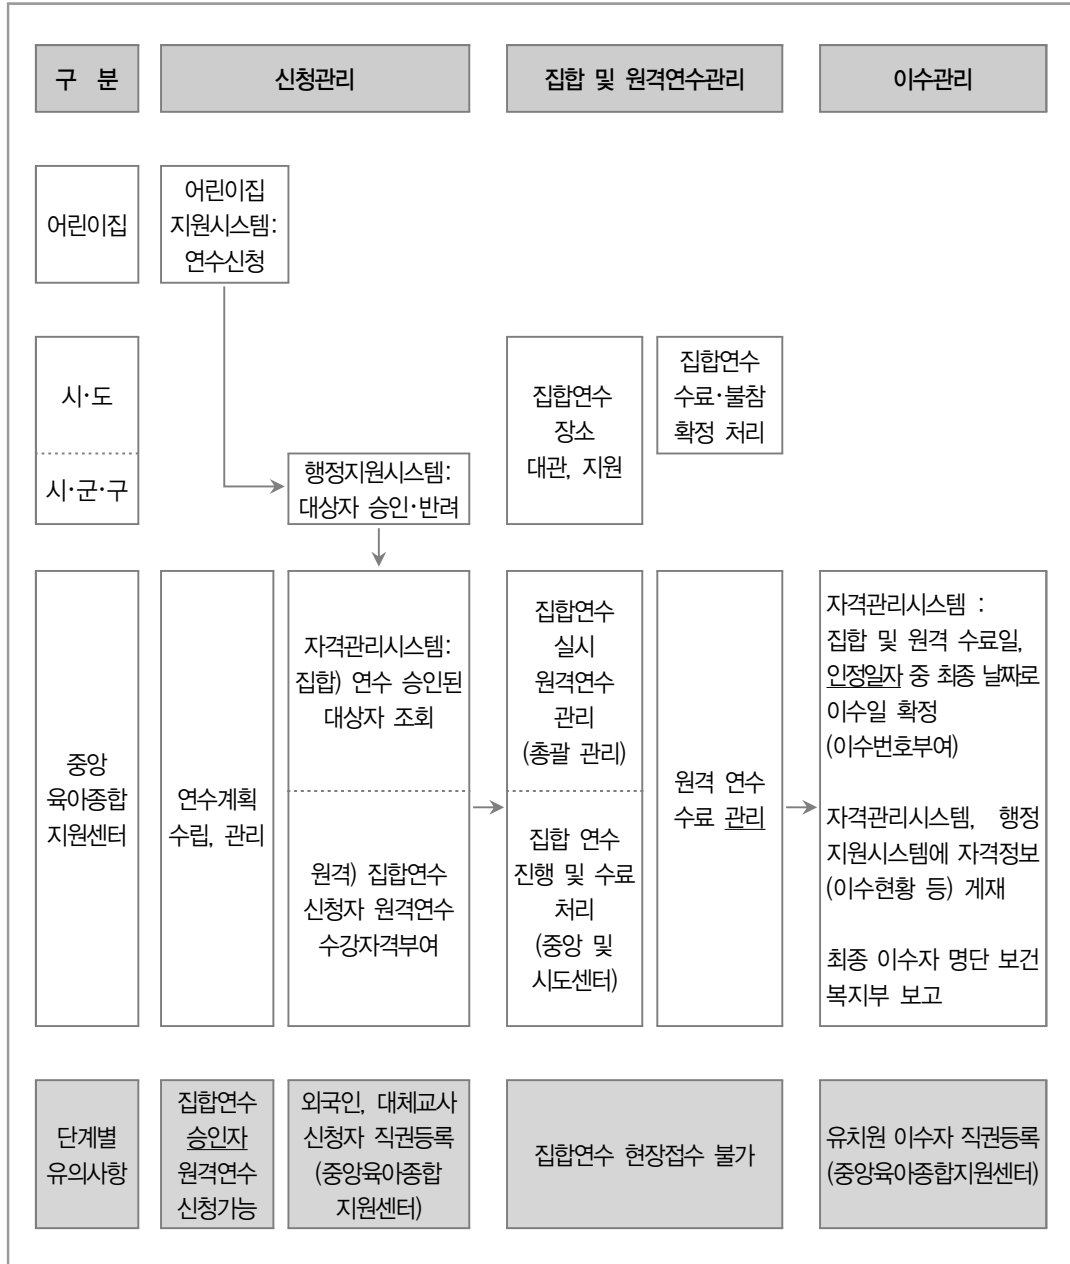 구 분
신청관리
집합 및 원격연수관리
이수관리
어린이집
어린이집
지원시스템:
연수신청
시·도
시·군·구
행정지원시스템:
대상자 승인·반려
집합연수
장소
대관, 지원
집합연수
수료·불참
확정 처리
중앙
육아종합
지원센터
연수계획
수립, 관리
자격관리시스템:
집합) 연수 승인된
대상자 조회
원격) 집합연수
신청자 원격연수
수강자격부여
집합연수
실시
원격연수
관리
(총괄 관리)
집합 연수
진행 및 수료
처리
(중앙 및
시도센터)
원격 연수
수료 관리
자격관리시스템 :
집합 및 원격 수료일,
인정일자 중 최종 날짜로
이수일 확정
(이수번호부여)
자격관리시스템, 행정
지원시스템에 자격정보
(이수현황 등) 게재
최종 이수자 명단 보건
복지부 보고
단계별
유의사항
집합연수
승인자
원격연수
신청가능
외국인, 대체교사
신청자 직권등록
(중앙육아종합
지원센터)
집합연수 현장접수 불가
유치원 이수자 직권등록
(중앙육아종합지원센터)